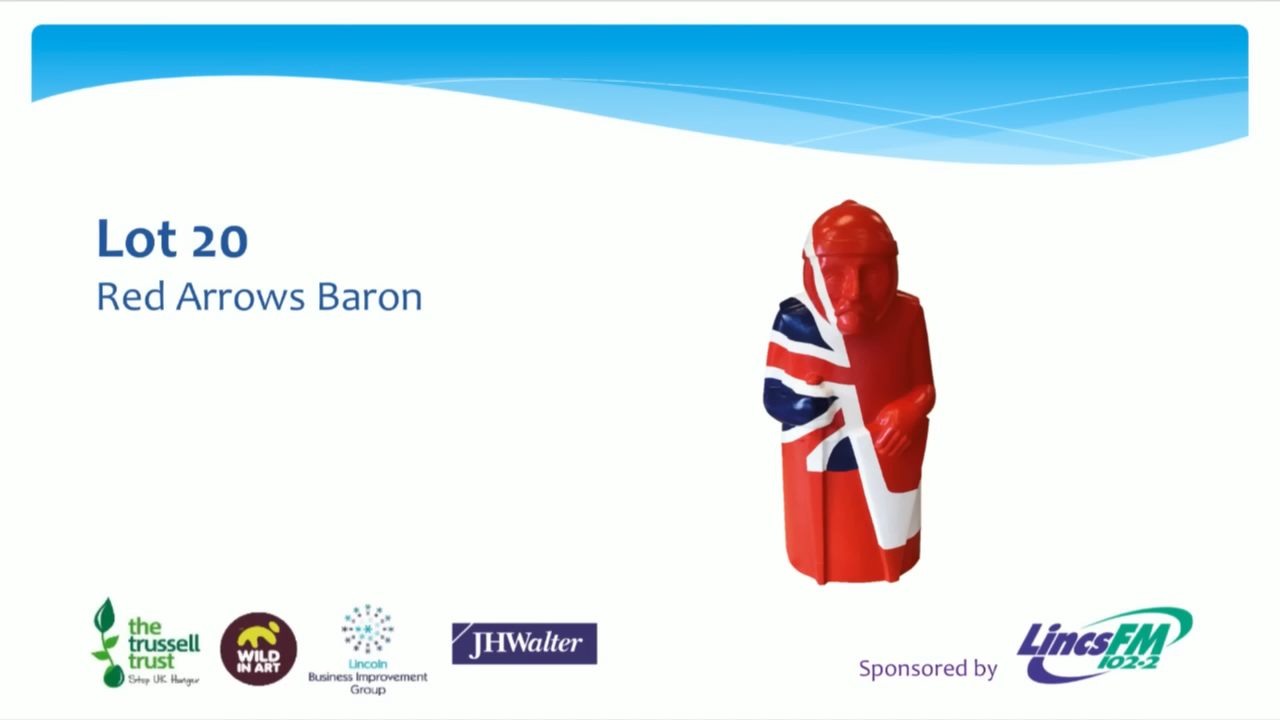 Lot 20
Red Arrows Baron
the
trussell
trust
Stop UK Hunger
WILD
IN ART
Lincoln
Business Improvement
Group
JHWalter
Sponsored by
LincsFM
102·2